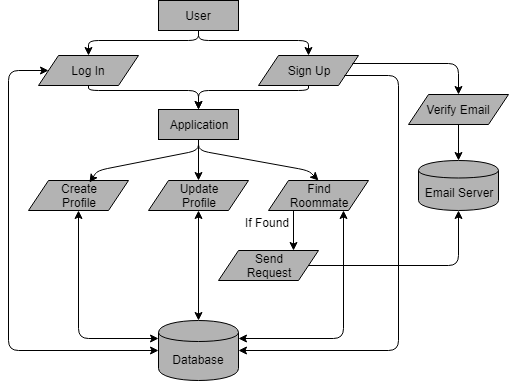 User
Log In
Sign Up
Verify Email
Application
Create
Profile
Update
Profile
Find
Roommate
Email Server
If Found
Send
Request
Database